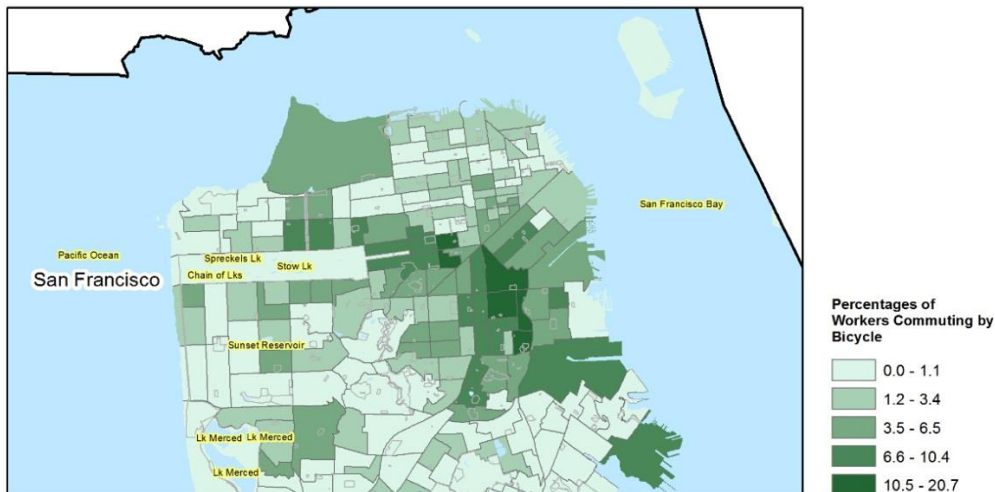 San Francisco Bay
Pacific Ocean
Spreckels Lk
Stow Lk
San Francisco
Chain of Lks
Sunset Reservoir
Lk Merced
Lk Merced
Lk Merced
Percentages of
Workers Commuting by
Bicycle
0.0 - 1.1
1.2 - 3.4
3.5 - 6.5
6.6 - 10.4
10.5 - 20.7